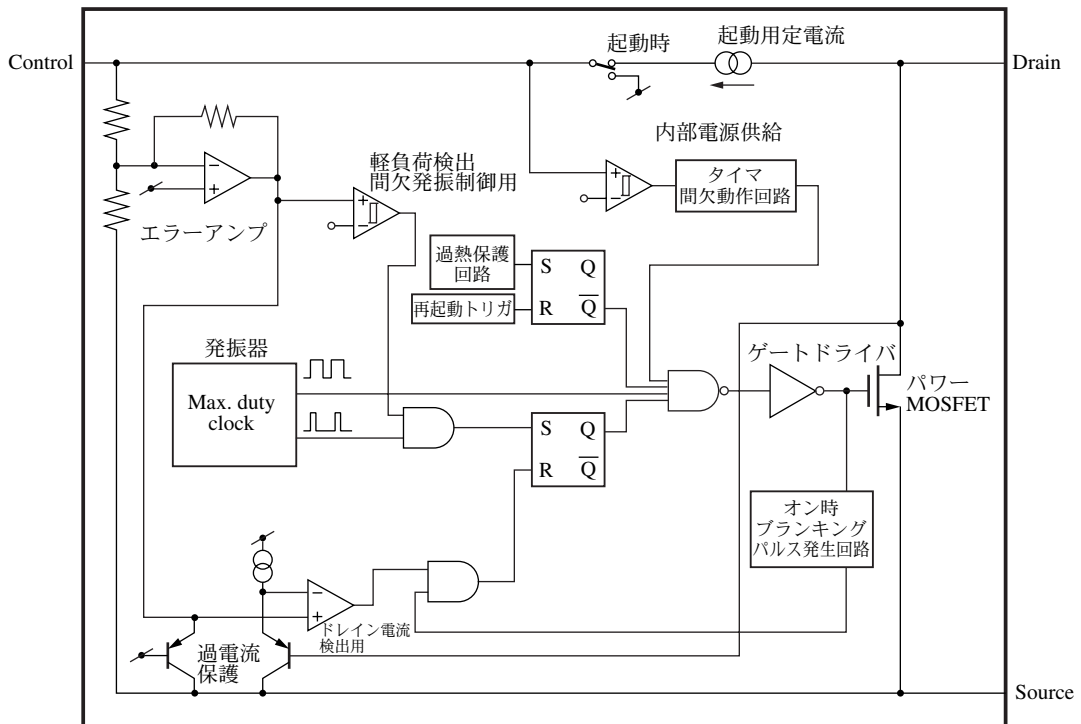 起動時
起動用定電流
Control
Drain
内部電源供給
軽負荷検出
間欠発振制御用
−
+
+
−
+
−
タイマ
間欠動作回路
エラーアンプ
過熱保護
回路
S Q
再起動トリガ
R Q̅
発振器
ゲートドライバ
Max. duty
clock
パワー
MOSFET
S Q
R Q̅
オン時
ブランキング
パルス発生回路
−
+
ドレイン電流
検出用
過電流
保護
Source